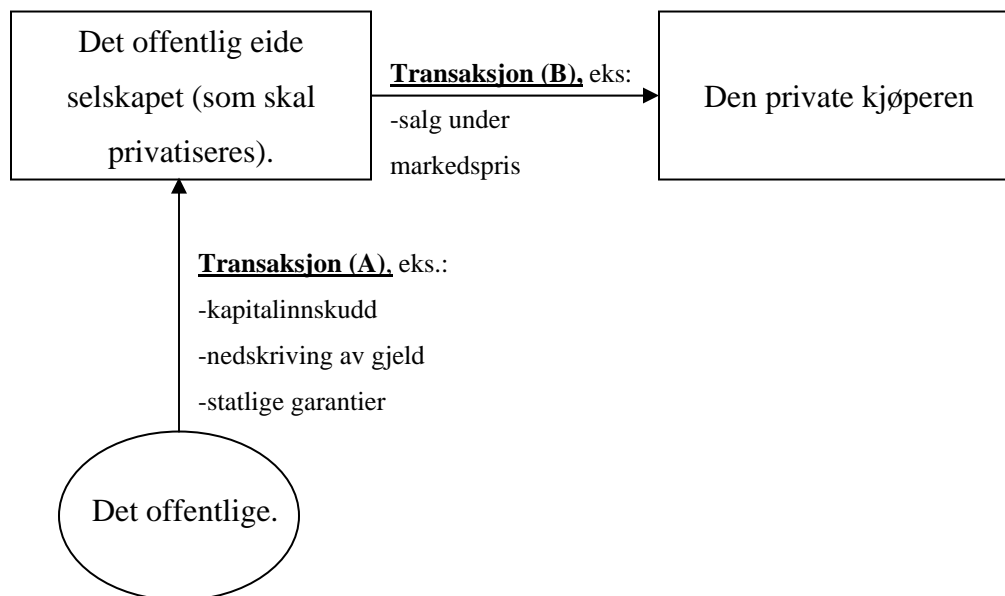 Det offentlig eide
selskapet (som skal
privatiseres).
Transaksjon (B), eks:
-salg under
markedspris
Den private kjøperen
Transaksjon (A), eks.:
-kapitalinnskudd
-nedskriving av gjeld
-statlige garantier
Det offentlige.